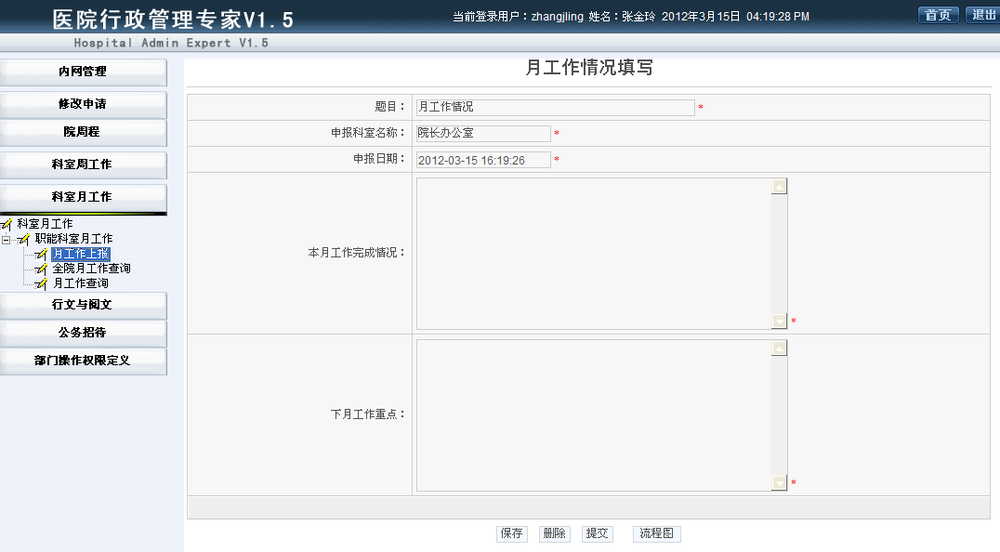 医院行政管理专家V1.5
Hospital Admin Expert V1.5
当前登录用户：zhangjling 姓名：张金玲 2012年3月15日 04:19:28 PM
首页 退出
内网管理
修改申请
院周程
科室周工作
科室月工作
科室月工作
职能科室月工作
月工作上报
全院月工作查询
月工作查询
行文与阅文
公务招待
部门操作权限定义
月工作情况填写
题目： 月工作情况 *
申报科室名称： 院长办公室 *
申报日期： 2012-03-15 16:19:26 *
本月工作完成情况： *
下月工作重点： *
保存 删除 提交 流程图